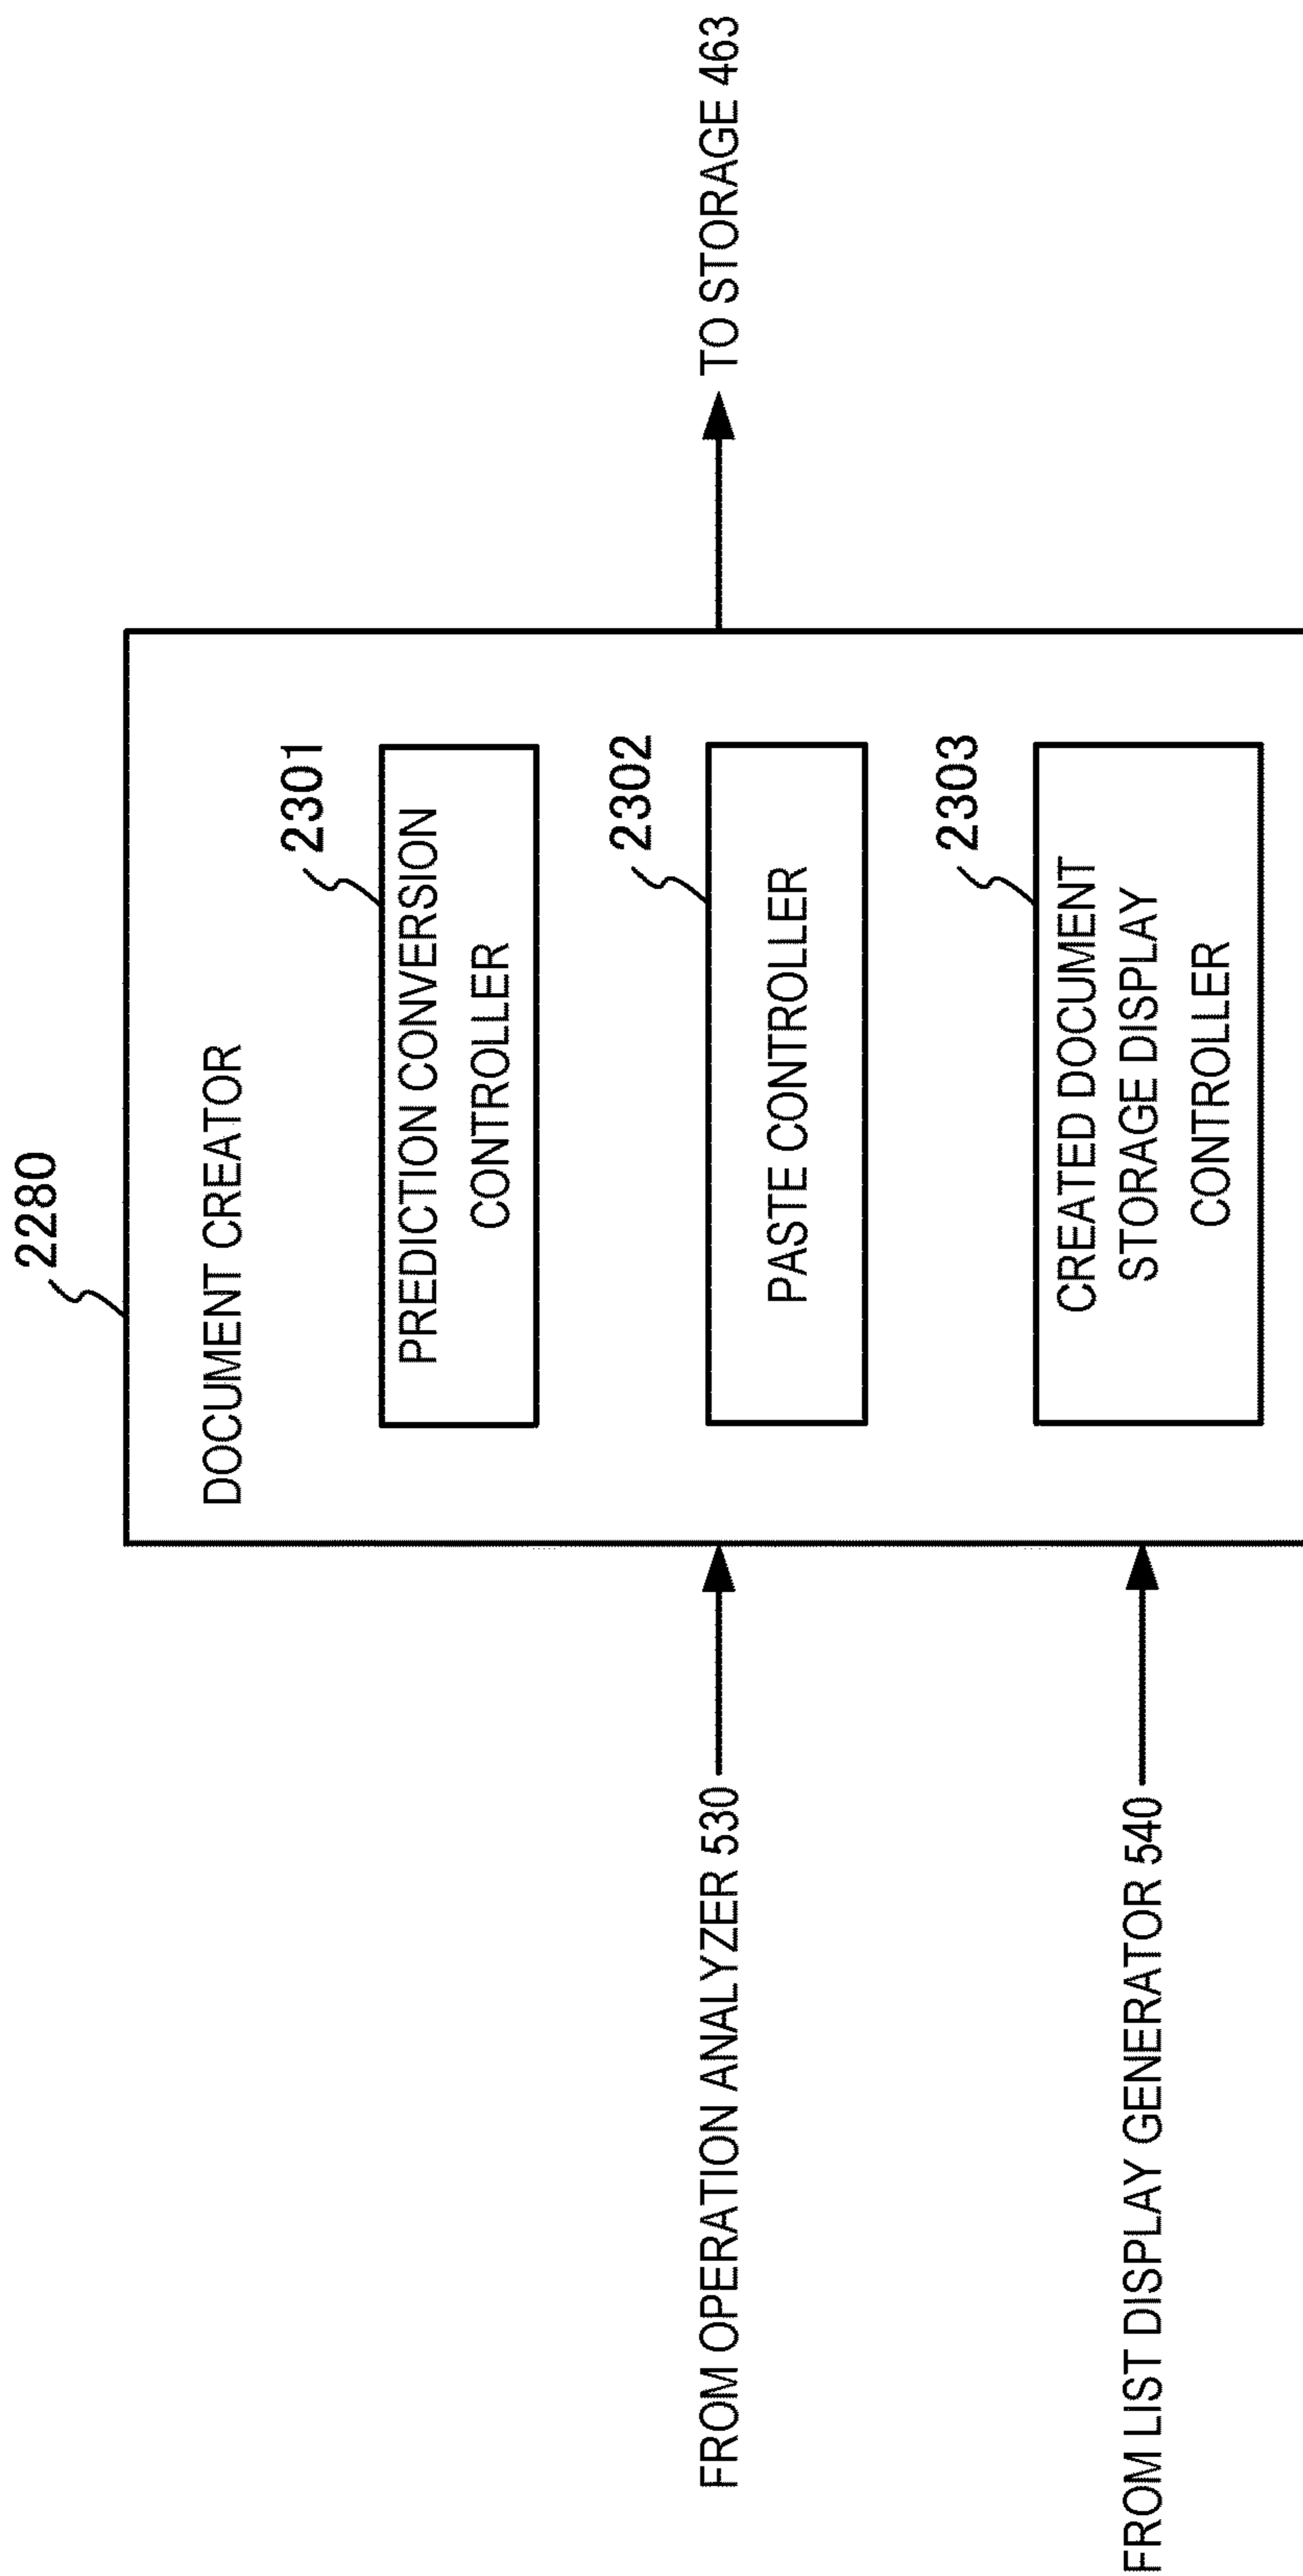 2280
DOCUMENT CREATOR
2301
PREDICTION CONVERSION
CONTROLLER
2302
PASTE CONTROLLER
2303
CREATED DOCUMENT
STORAGE DISPLAY
CONTROLLER
FROM OPERATION ANALYZER 530
FROM LIST DISPLAY GENERATOR 540
TO STORAGE 463